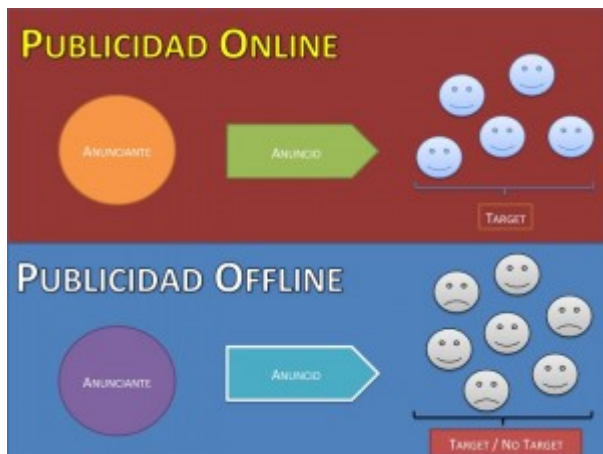 PUBLICIDAD ONLINE
ANUNCIANTE
ANUNCIO
TARGET
PUBLICIDAD OFFLINE
ANUNCIANTE
ANUNCIO
TARGET / NO TARGET